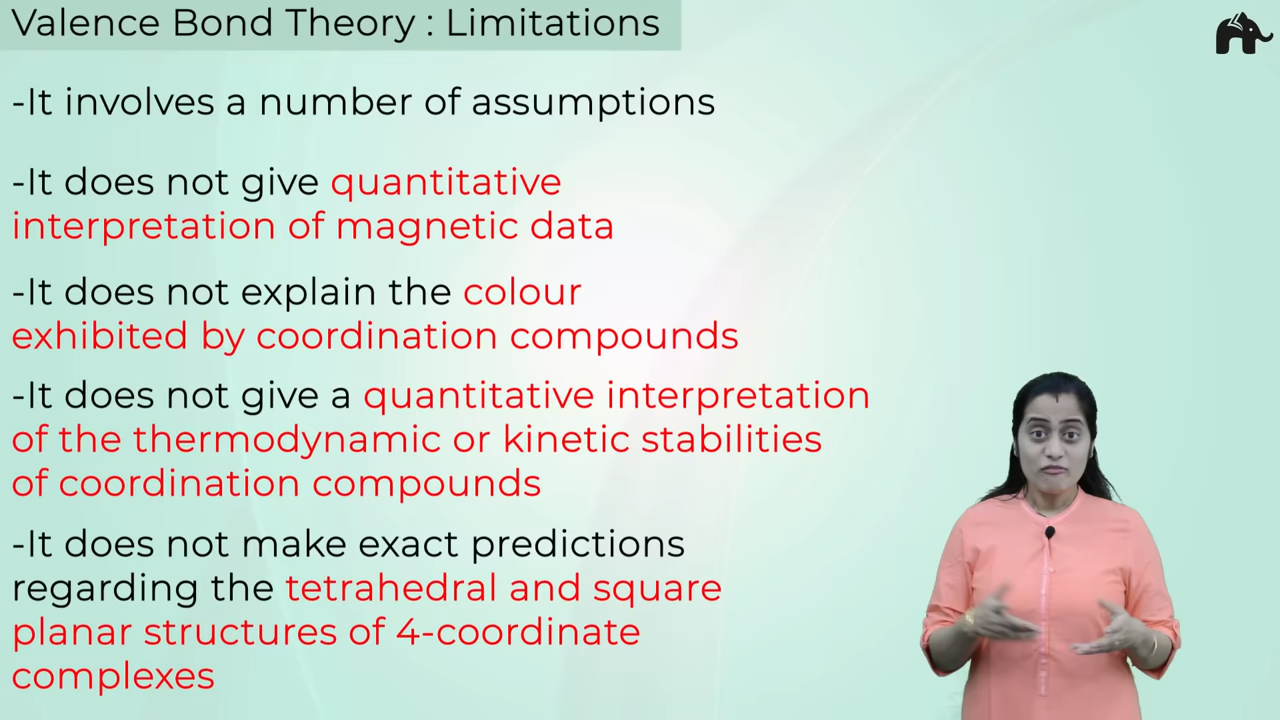 Valence Bond Theory : Limitations
-It involves a number of assumptions
-It does not give quantitative
interpretation of magnetic data
-It does not explain the colour
exhibited by coordination compounds
-It does not give a quantitative interpretation
of the thermodynamic or kinetic stabilities
of coordination compounds
-It does not make exact predictions
regarding the tetrahedral and square
planar structures of 4-coordinate
complexes